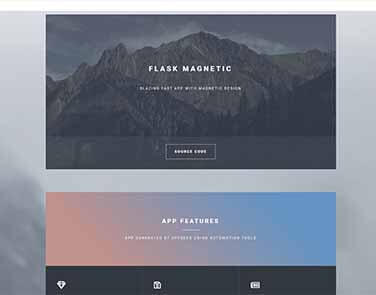 FLASK MAGNETIC
BLAZING FAST APP WITH MAGNETIC DESIGN
SOURCE CODE
APP FEATURES
APP GENERATED BY APPSEED USING AUTOMATION TOOLS